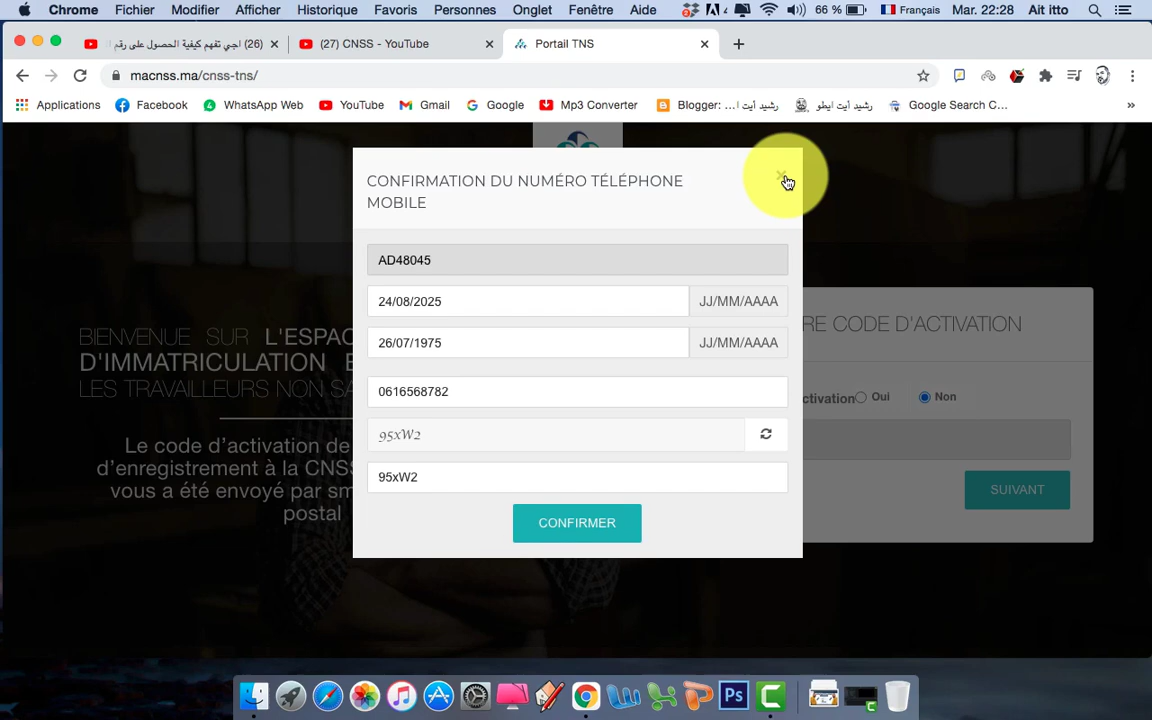 Chrome Fichier Modifier Afficher Historique Favoris Personnes Onglet Fenêtre Aide 66 % Français Mar. 22:28 Ait itto
(26) اجي تفهم كيفية الحصول على رقم
(27) CNSS - YouTube
Portail TNS
macnss.ma/cnss-tns/
Applications Facebook WhatsApp Web YouTube Gmail Google Mp3 Converter Blogger: ...رشيد أيت ا رشيد أيت ايطو Google Search C... »
CONFIRMATION DU NUMÉRO TÉLÉPHONE
MOBILE
AD48045
24/08/2025 JJ/MM/AAAA
26/07/1975 JJ/MM/AAAA
0616568782
95xW2
95xW2
CONFIRMER
BIENVENUE SUR L'ESPAC
D'IMMATRICULATION
LES TRAVAILLEURS NON SA
Le code d'activation de
d'enregistrement à la CNSS
vous a été envoyé par sm
postal
RE CODE D'ACTIVATION
ctivation Oui Non
SUIVANT
Ps